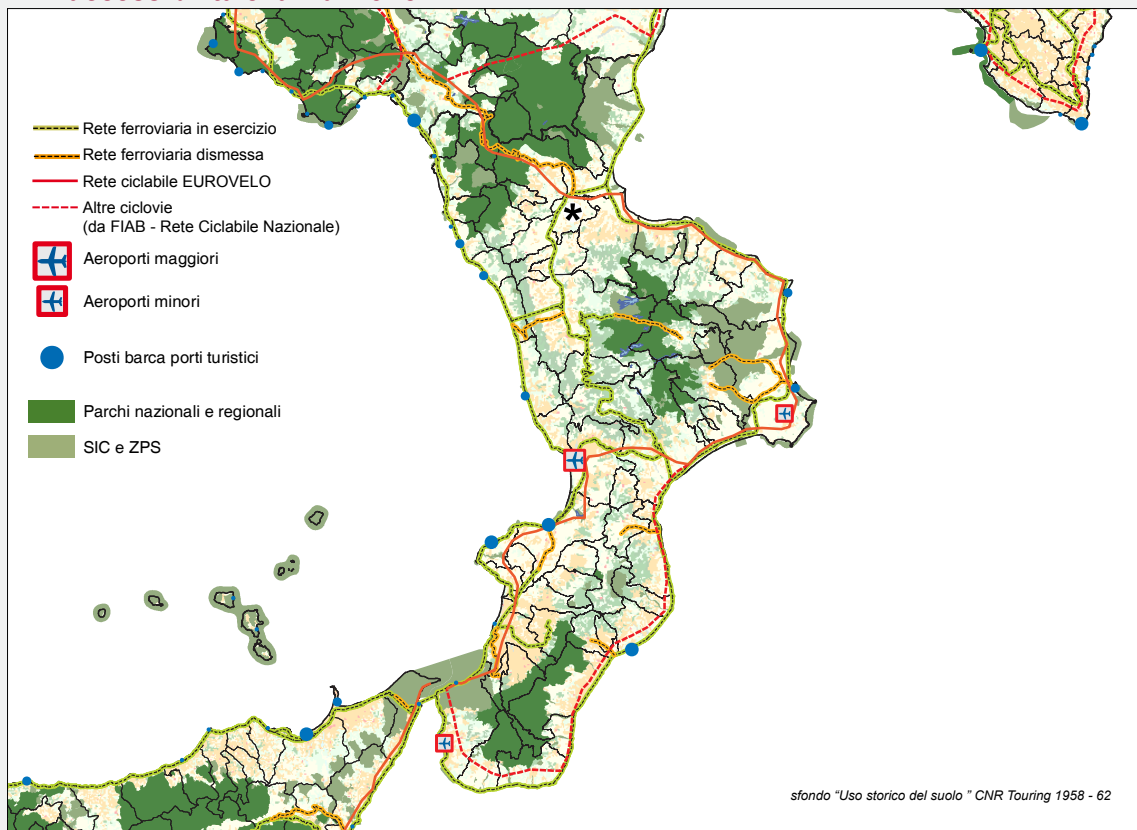 Rete ferroviaria in esercizio
Rete ferroviaria dismessa
Rete ciclabile EUROVELO
Altre ciclovie
(da FIAB - Rete Ciclabile Nazionale)
Aeroporti maggiori
Aeroporti minori
Posti barca porti turistici
Parchi nazionali e regionali
SIC e ZPS
*
sfondo “Uso storico del suolo ” CNR Touring 1958 - 62